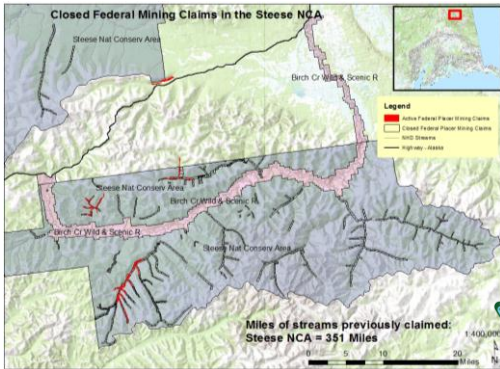 Closed Federal Mining Claims in the Steese NCA
Steese Nat Conserv Area
Birch Cr Wild & Scenic R
Legend
Active Federal Placer Mining Claims
Closed Federal Placer Mining Claims
NHD Streams
Highway - Alaska
Steese Nat Conserv Area
Birch Cr Wild & Scenic R
Birch Cr Wild & Scenic R
Steese Nat Conserv Area
Miles of streams previously claimed:
Steese NCA = 351 Miles
1:400,000
0 5 10 20
Miles
N